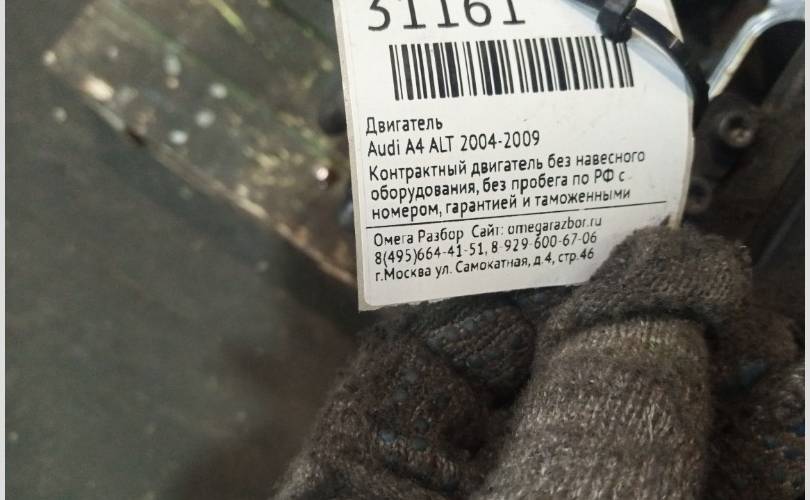 31161
Двигатель
Audi A4 ALT 2004-2009
Контрактный двигатель без навесного
оборудования, без пробега по РФ с
номером, гарантией и таможенными
Омега Разбор Сайт: omegarazbor.ru
8(495)664-41-51, 8-929-600-67-06
г.Москва ул. Самокатная, д.4, стр.46